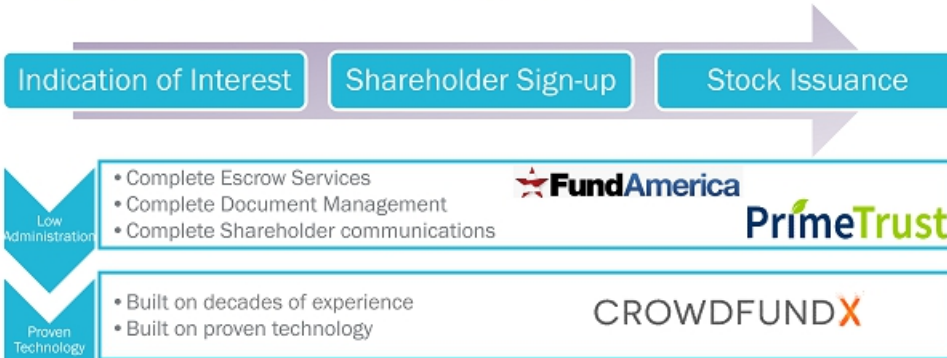 Indication of Interest
Shareholder Sign-up
Stock Issuance
Low
Administration
• Complete Escrow Services
• Complete Document Management
• Complete Shareholder communications
FundAmerica
PrimeTrust
Proven
Technology
• Built on decades of experience
• Built on proven technology
CROWDFUNDX